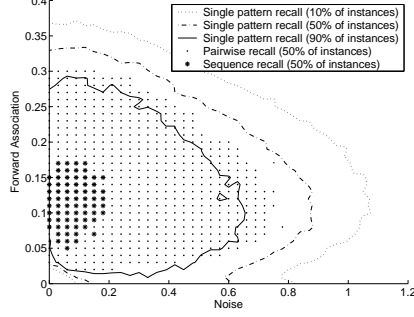 0.4
0.35
0.3
0.25
0.2
0.15
0.1
0.05
0
Forward Association
Single pattern recall (10% of instances)
Single pattern recall (50% of instances)
Single pattern recall (90% of instances)
Pairwise recall (50% of instances)
Sequence recall (50% of instances)
0 0.2 0.4 0.6 0.8 1 1.2
Noise